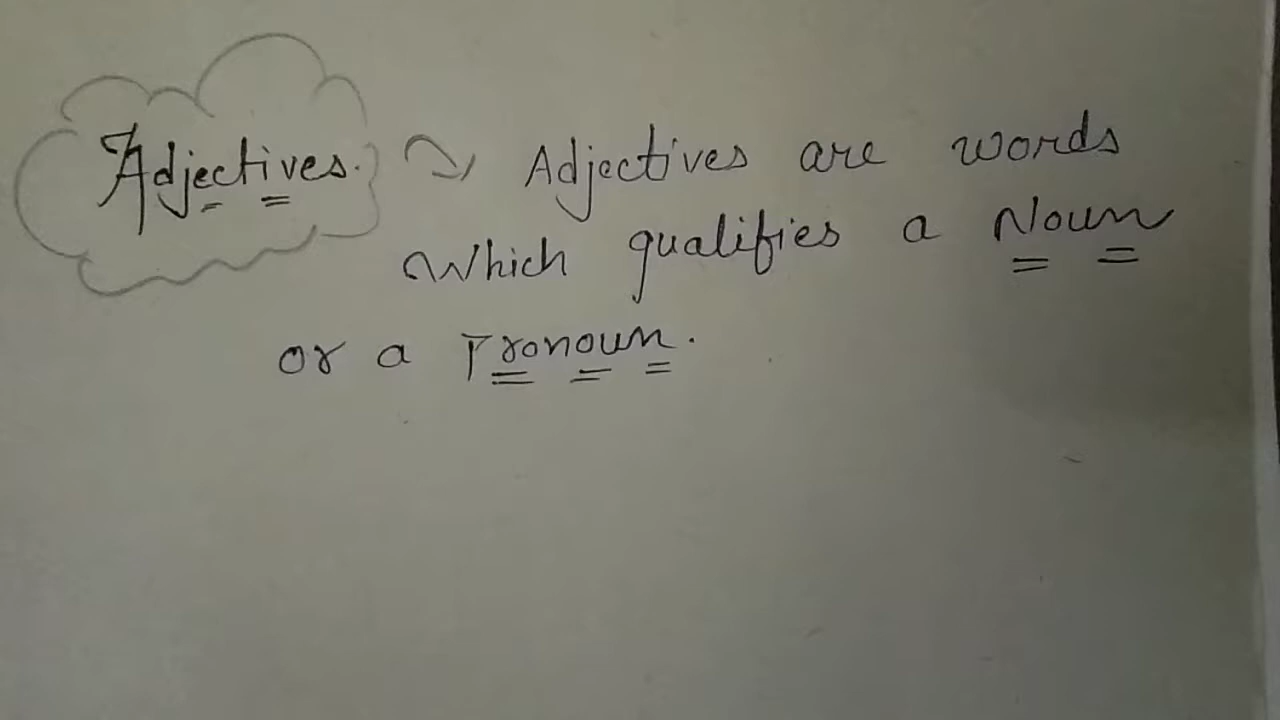 Adjectives. Adjectives are words
Which qualifies a Noun
or a Pronoun.